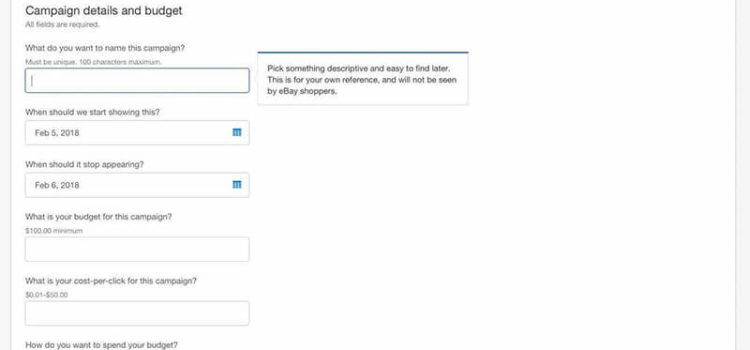 Campaign details and budget
All fields are required.
What do you want to name this campaign?
Must be unique. 100 characters maximum.
Pick something descriptive and easy to find later.
This is for your own reference, and will not be seen
by eBay shoppers.
When should we start showing this?
Feb 5, 2018
When should it stop appearing?
Feb 6, 2018
What is your budget for this campaign?
$100.00 minimum
What is your cost-per-click for this campaign?
$0.01-$50.00
How do you want to spend your budget?